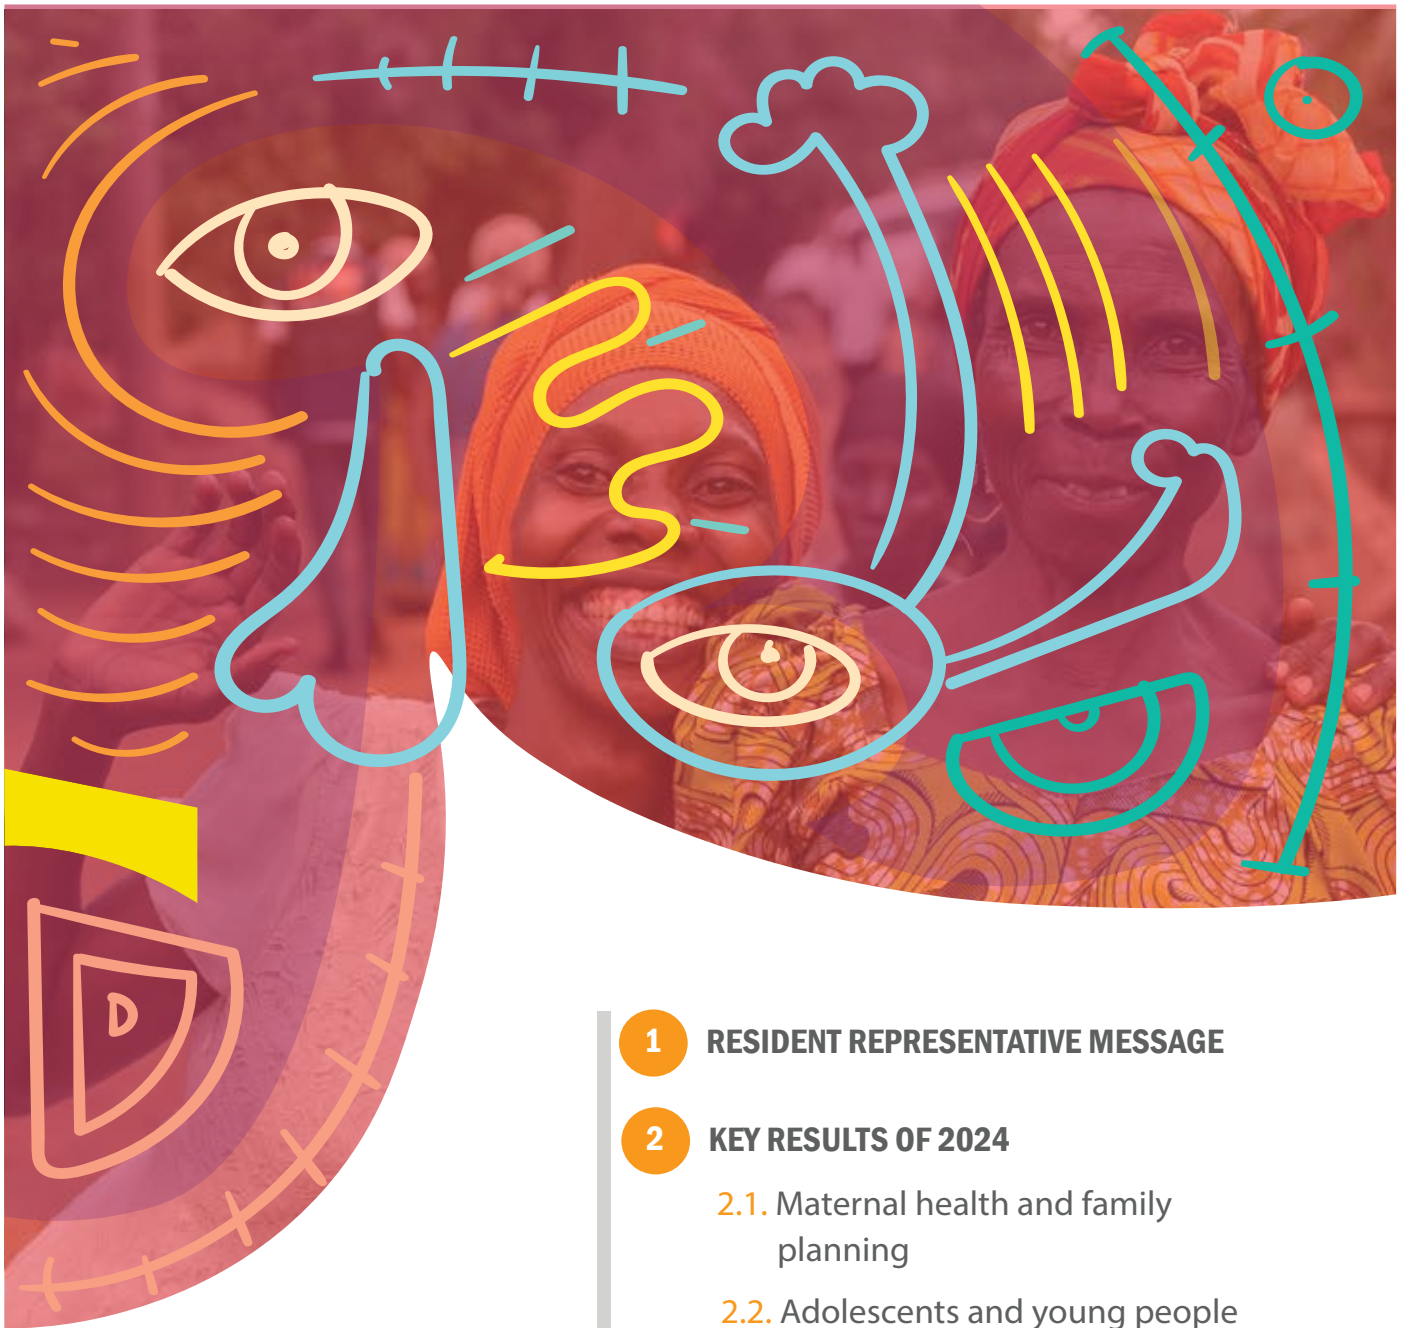 1 RESIDENT REPRESENTATIVE MESSAGE
2 KEY RESULTS OF 2024
2.1. Maternal health and family
planning
2.2. Adolescents and young people